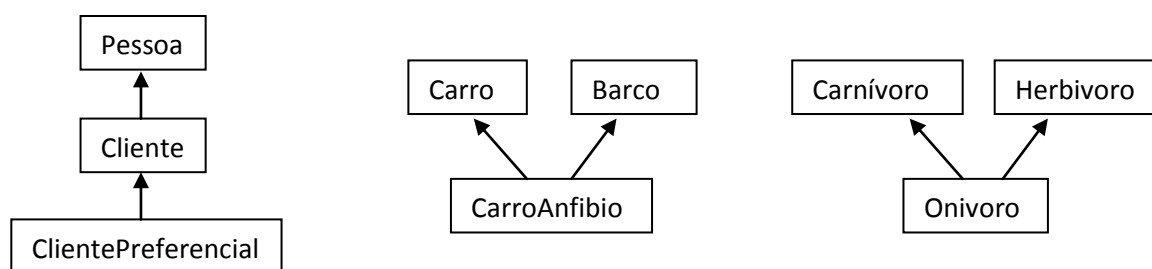 Pessoa
Cliente
ClientePreferencial
Carro
Barco
CarroAnfibio
Carnívoro
Herbivoro
Onivoro